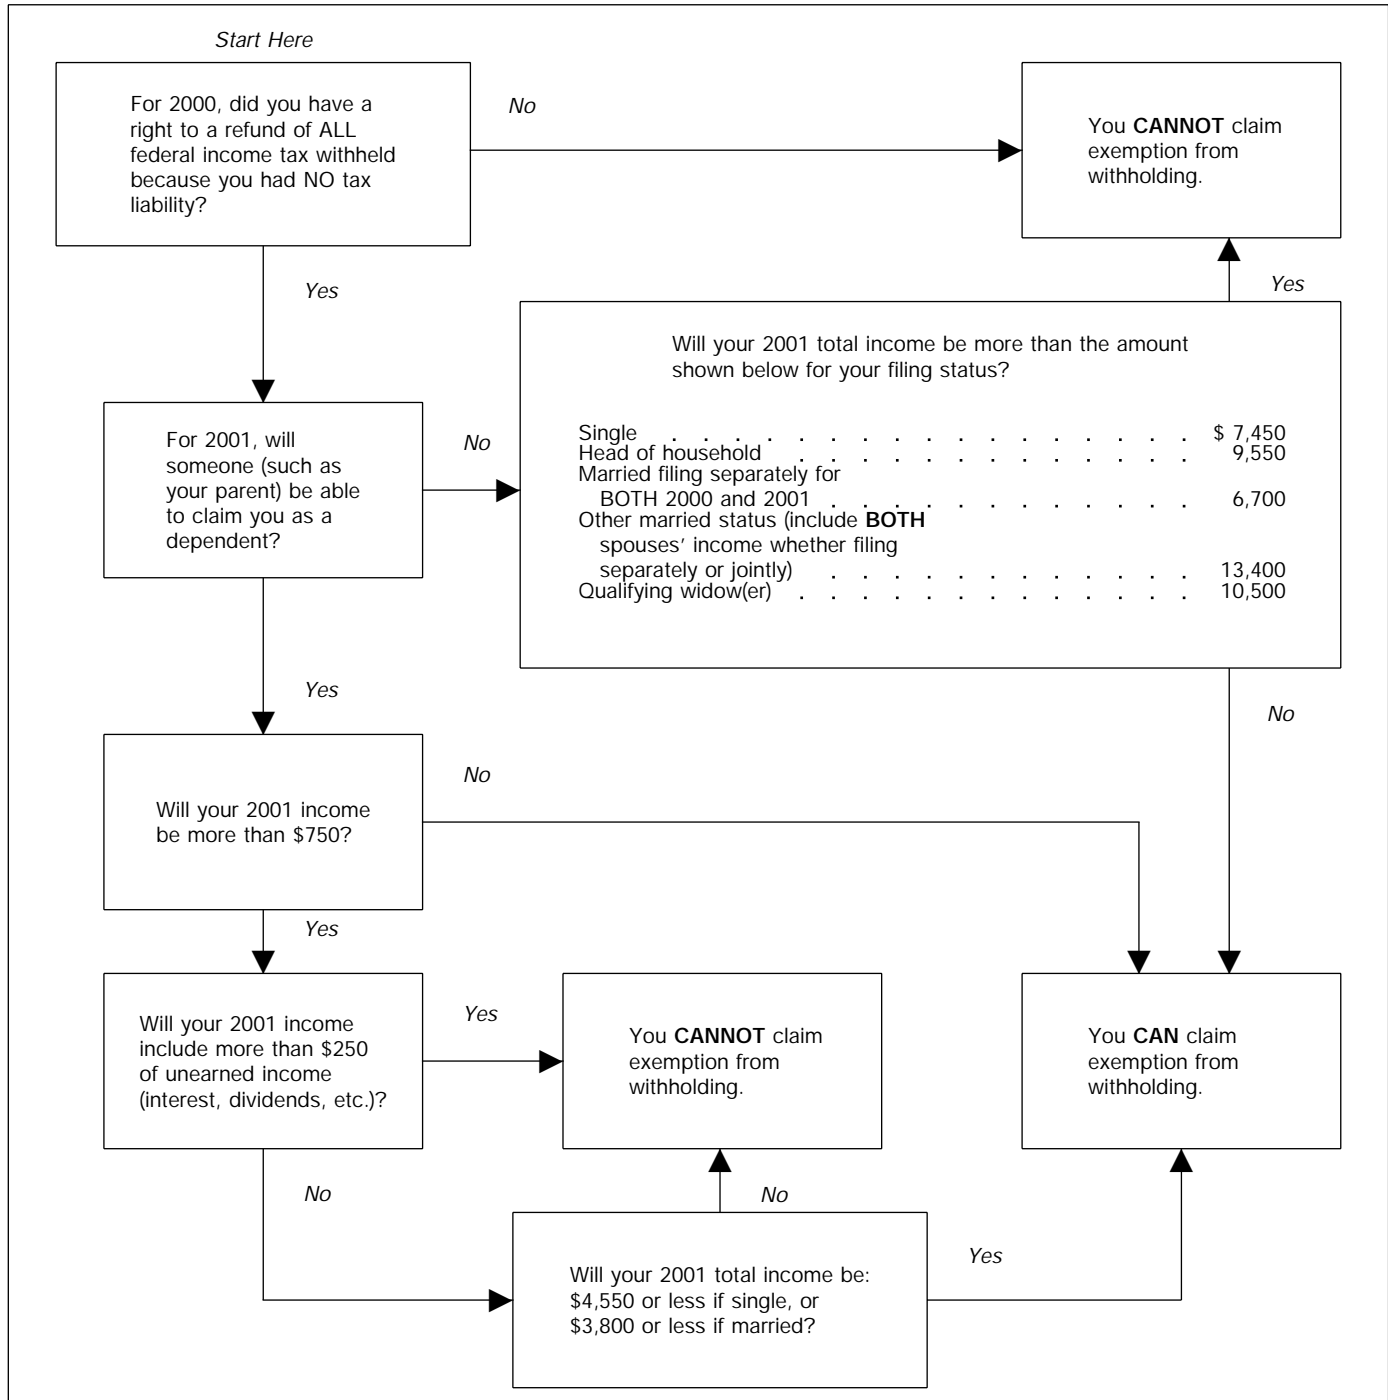 Start Here
For 2000, did you have a
right to a refund of ALL
federal income tax withheld
because you had NO tax
liability?
No
You CANNOT claim
exemption from
withholding.
Yes
Yes
Will your 2001 total income be more than the amount
shown below for your filing status?
Single . . . . . . . . . . . . . . . . . $ 7,450
Head of household . . . . . . . . . . . . . 9,550
Married filing separately for
BOTH 2000 and 2001 . . . . . . . . . . . . 6,700
Other married status (include BOTH
spouses' income whether filing
separately or jointly) . . . . . . . . . . . . 13,400
Qualifying widow(er) . . . . . . . . . . . . . 10,500
For 2001, will
someone (such as
your parent) be able
to claim you as a
dependent?
No
Yes
No
Will your 2001 income
be more than $750?
No
Yes
Will your 2001 income
include more than $250
of unearned income
(interest, dividends, etc.)?
Yes
You CANNOT claim
exemption from
withholding.
You CAN claim
exemption from
withholding.
No
No
Will your 2001 total income be:
$4,550 or less if single, or
$3,800 or less if married?
Yes